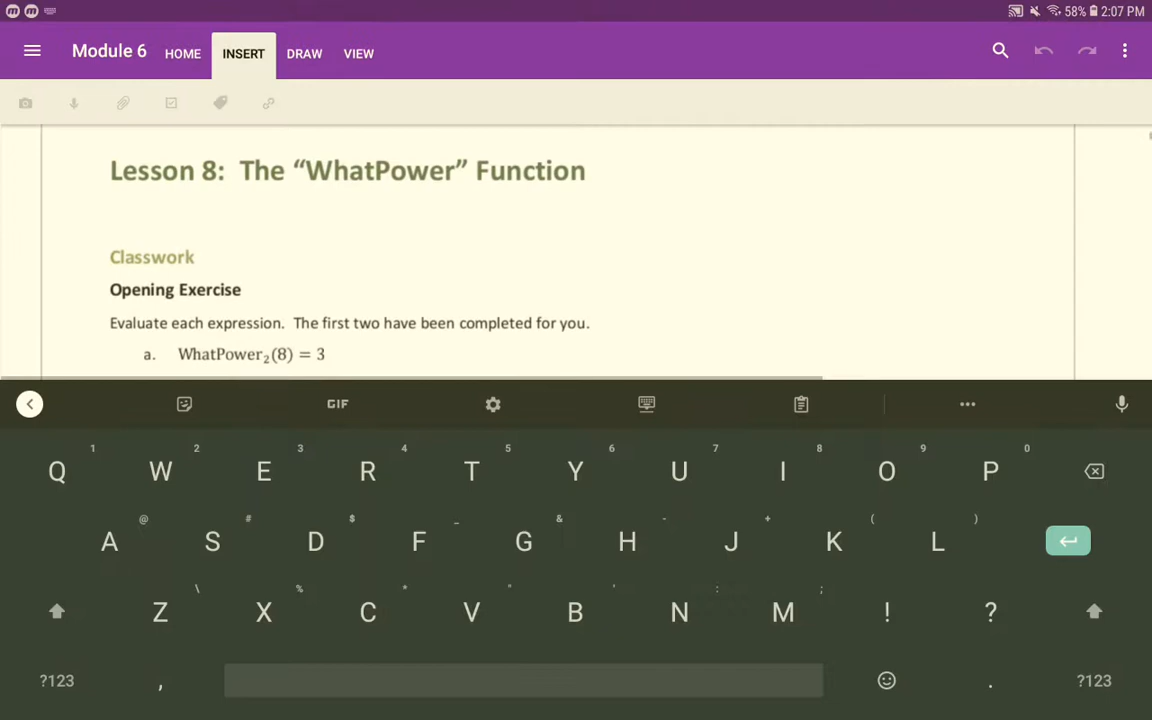 58% 2:07 PM
Module 6 HOME INSERT DRAW VIEW
Lesson 8: The “WhatPower” Function
Classwork
Opening Exercise
Evaluate each expression. The first two have been completed for you.
a. WhatPower₂(8) = 3
GIF
1 2 3 4 5 6 7 8 9 0
Q W E R T Y U I O P
@ # $ _ & - + ( )
A S D F G H J K L
\ % * " ' : ;
Z X C V B N M ! ?
?123 , . ?123